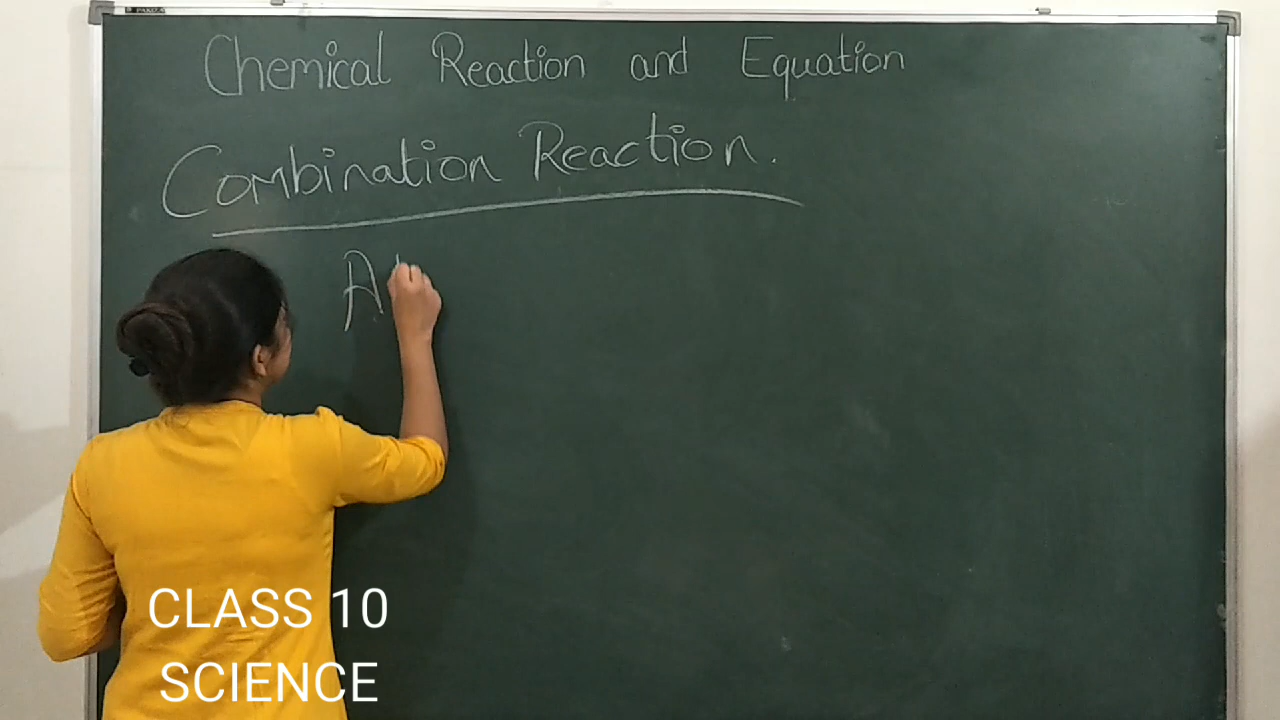 Chemical Reaction and Equation
Combination Reaction.
A
CLASS 10
SCIENCE